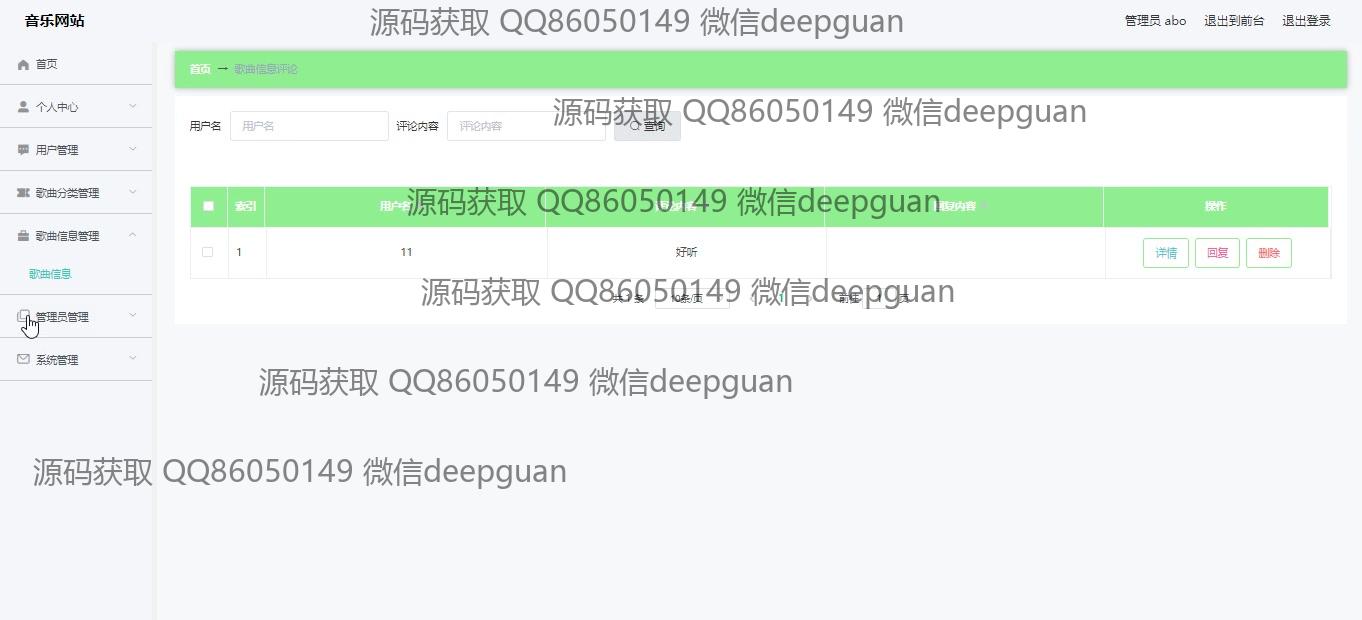 音乐网站
源码获取 QQ86050149 微信deepguan
管理员 abo 退出到前台 退出登录
首页
个人中心
用户管理
歌曲分类管理
歌曲信息管理
歌曲信息
管理员管理
系统管理
首页 → 歌曲信息评论
源码获取 QQ86050149 微信deepguan
用户名 用户名 评论内容 评论内容 查询
源码获取 QQ86050149 微信deepguan
索引 用户名 评论内容 回复内容 操作
1 11 好听 详情 回复 删除
源码获取 QQ86050149 微信deepguan
共 1 条 10条/页 1 前往 1 页
源码获取 QQ86050149 微信deepguan
源码获取 QQ86050149 微信deepguan